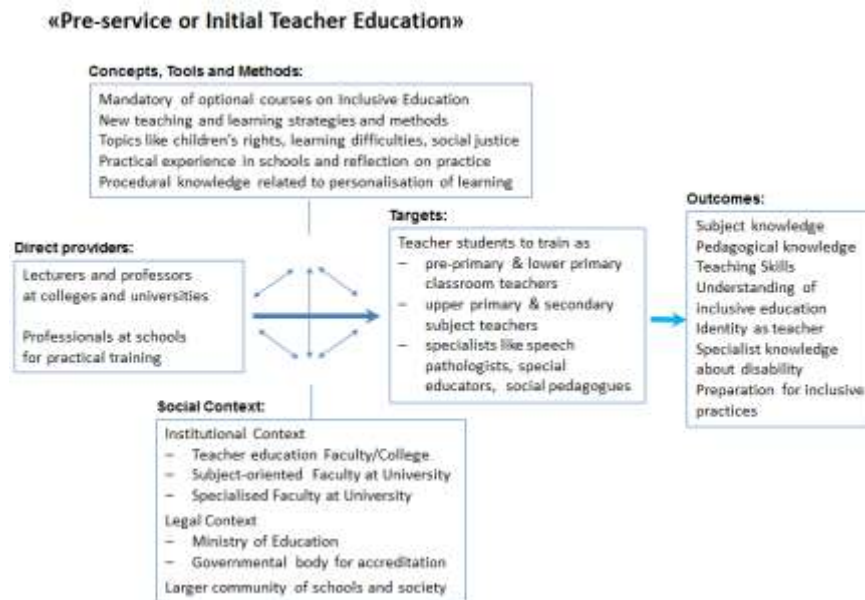 «Pre-service or Initial Teacher Education»
Concepts, Tools and Methods:
Mandatory of optional courses on Inclusive Education
New teaching and learning strategies and methods
Topics like children's rights, learning difficulties, social justice
Practical experience in schools and reflection on practice
Procedural knowledge related to personalisation of learning
Direct providers:
Lecturers and professors
at colleges and universities
Professionals at schools
for practical training
Targets:
Teacher students to train as
– pre-primary & lower primary
classroom teachers
– upper primary & secondary
subject teachers
– specialists like speech
pathologists, special
educators, social pedagogues
Outcomes:
Subject knowledge
Pedagogical knowledge
Teaching Skills
Understanding of
inclusive education
Identity as teacher
Specialist knowledge
about disability
Preparation for inclusive
practices
Social Context:
Institutional Context
– Teacher education Faculty/College
– Subject-oriented Faculty at University
– Specialised Faculty at University
Legal Context
– Ministry of Education
– Governmental body for accreditation
Larger community of schools and society